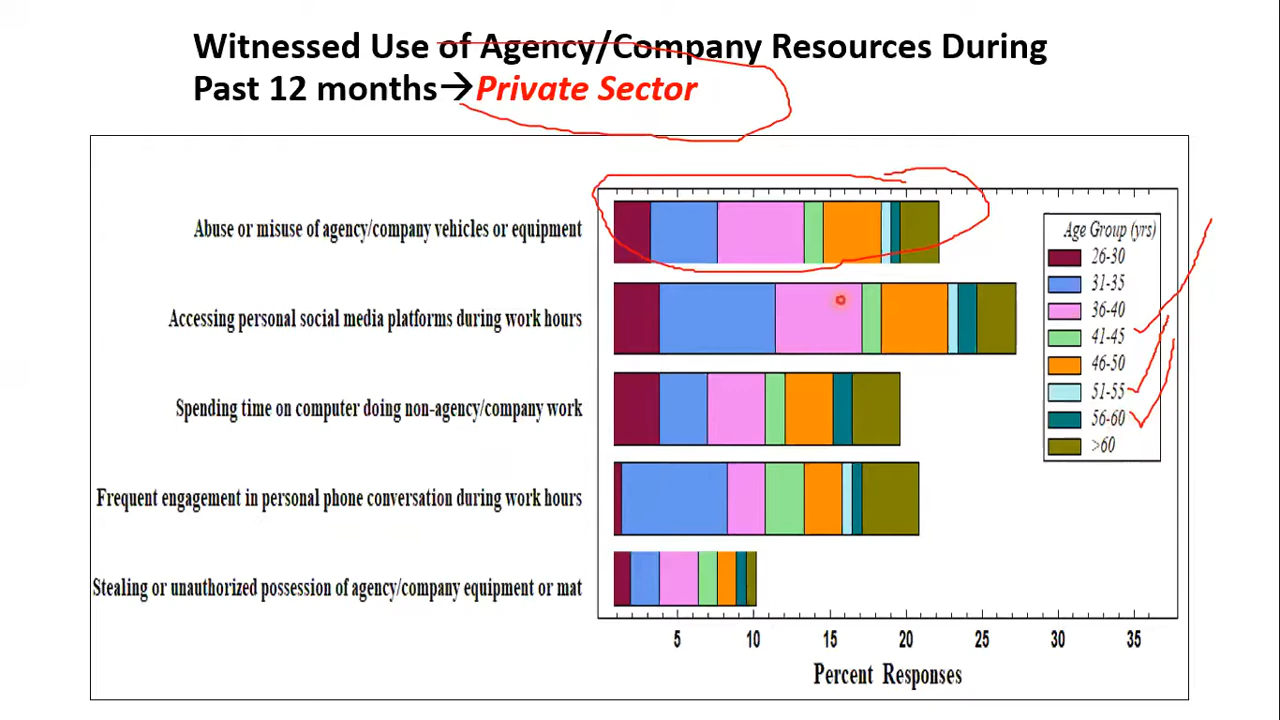 Witnessed Use of Agency/Company Resources During
Past 12 months→Private Sector
Abuse or misuse of agency/company vehicles or equipment
Accessing personal social media platforms during work hours
Spending time on computer doing non-agency/company work
Frequent engagement in personal phone conversation during work hours
Stealing or unauthorized possession of agency/company equipment or mat
Age Group (yrs)
26-30
31-35
36-40
41-45
46-50
51-55
56-60
>60
5 10 15 20 25 30 35
Percent Responses